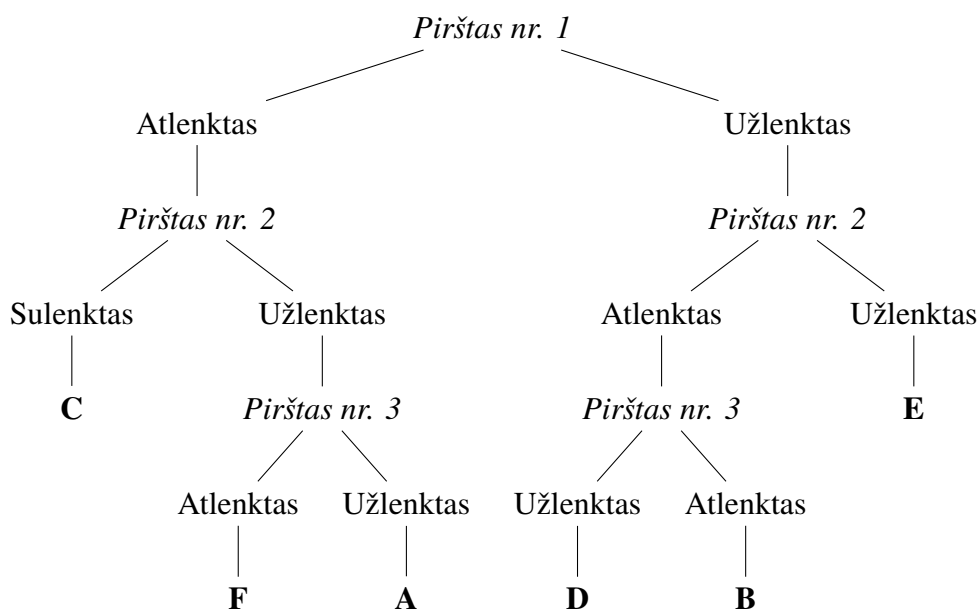 Pirštas nr. 1
Atlenktas Užlenktas
Pirštas nr. 2 Pirštas nr. 2
Sulenktas Užlenktas Atlenktas Užlenktas
C Pirštas nr. 3 Pirštas nr. 3 E
Atlenktas Užlenktas Užlenktas Atlenktas
F A D B